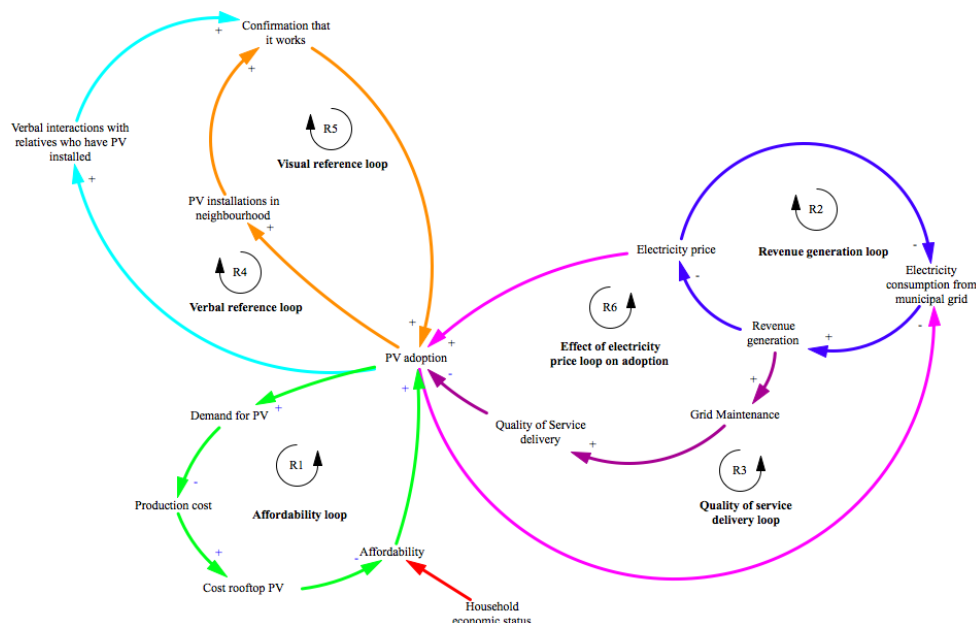 Confirmation that
it works
+
+
Verbal interactions with
relatives who have PV
installed
+
R5
Visual reference loop
PV installations in
neighbourhood
+
R4
Verbal reference loop
R2
Revenue generation loop
Electricity price
-
-
Electricity
consumption from
municipal grid
-
R6
Effect of electricity
price loop on adoption
Revenue
generation
+
+
+
PV adoption
+
-
+
Demand for PV
+
Quality of Service
delivery
+
Grid Maintenance
R1
Affordability loop
R3
Quality of service
delivery loop
-
Production cost
+
Cost rooftop PV
-
Affordability
Household
economic status